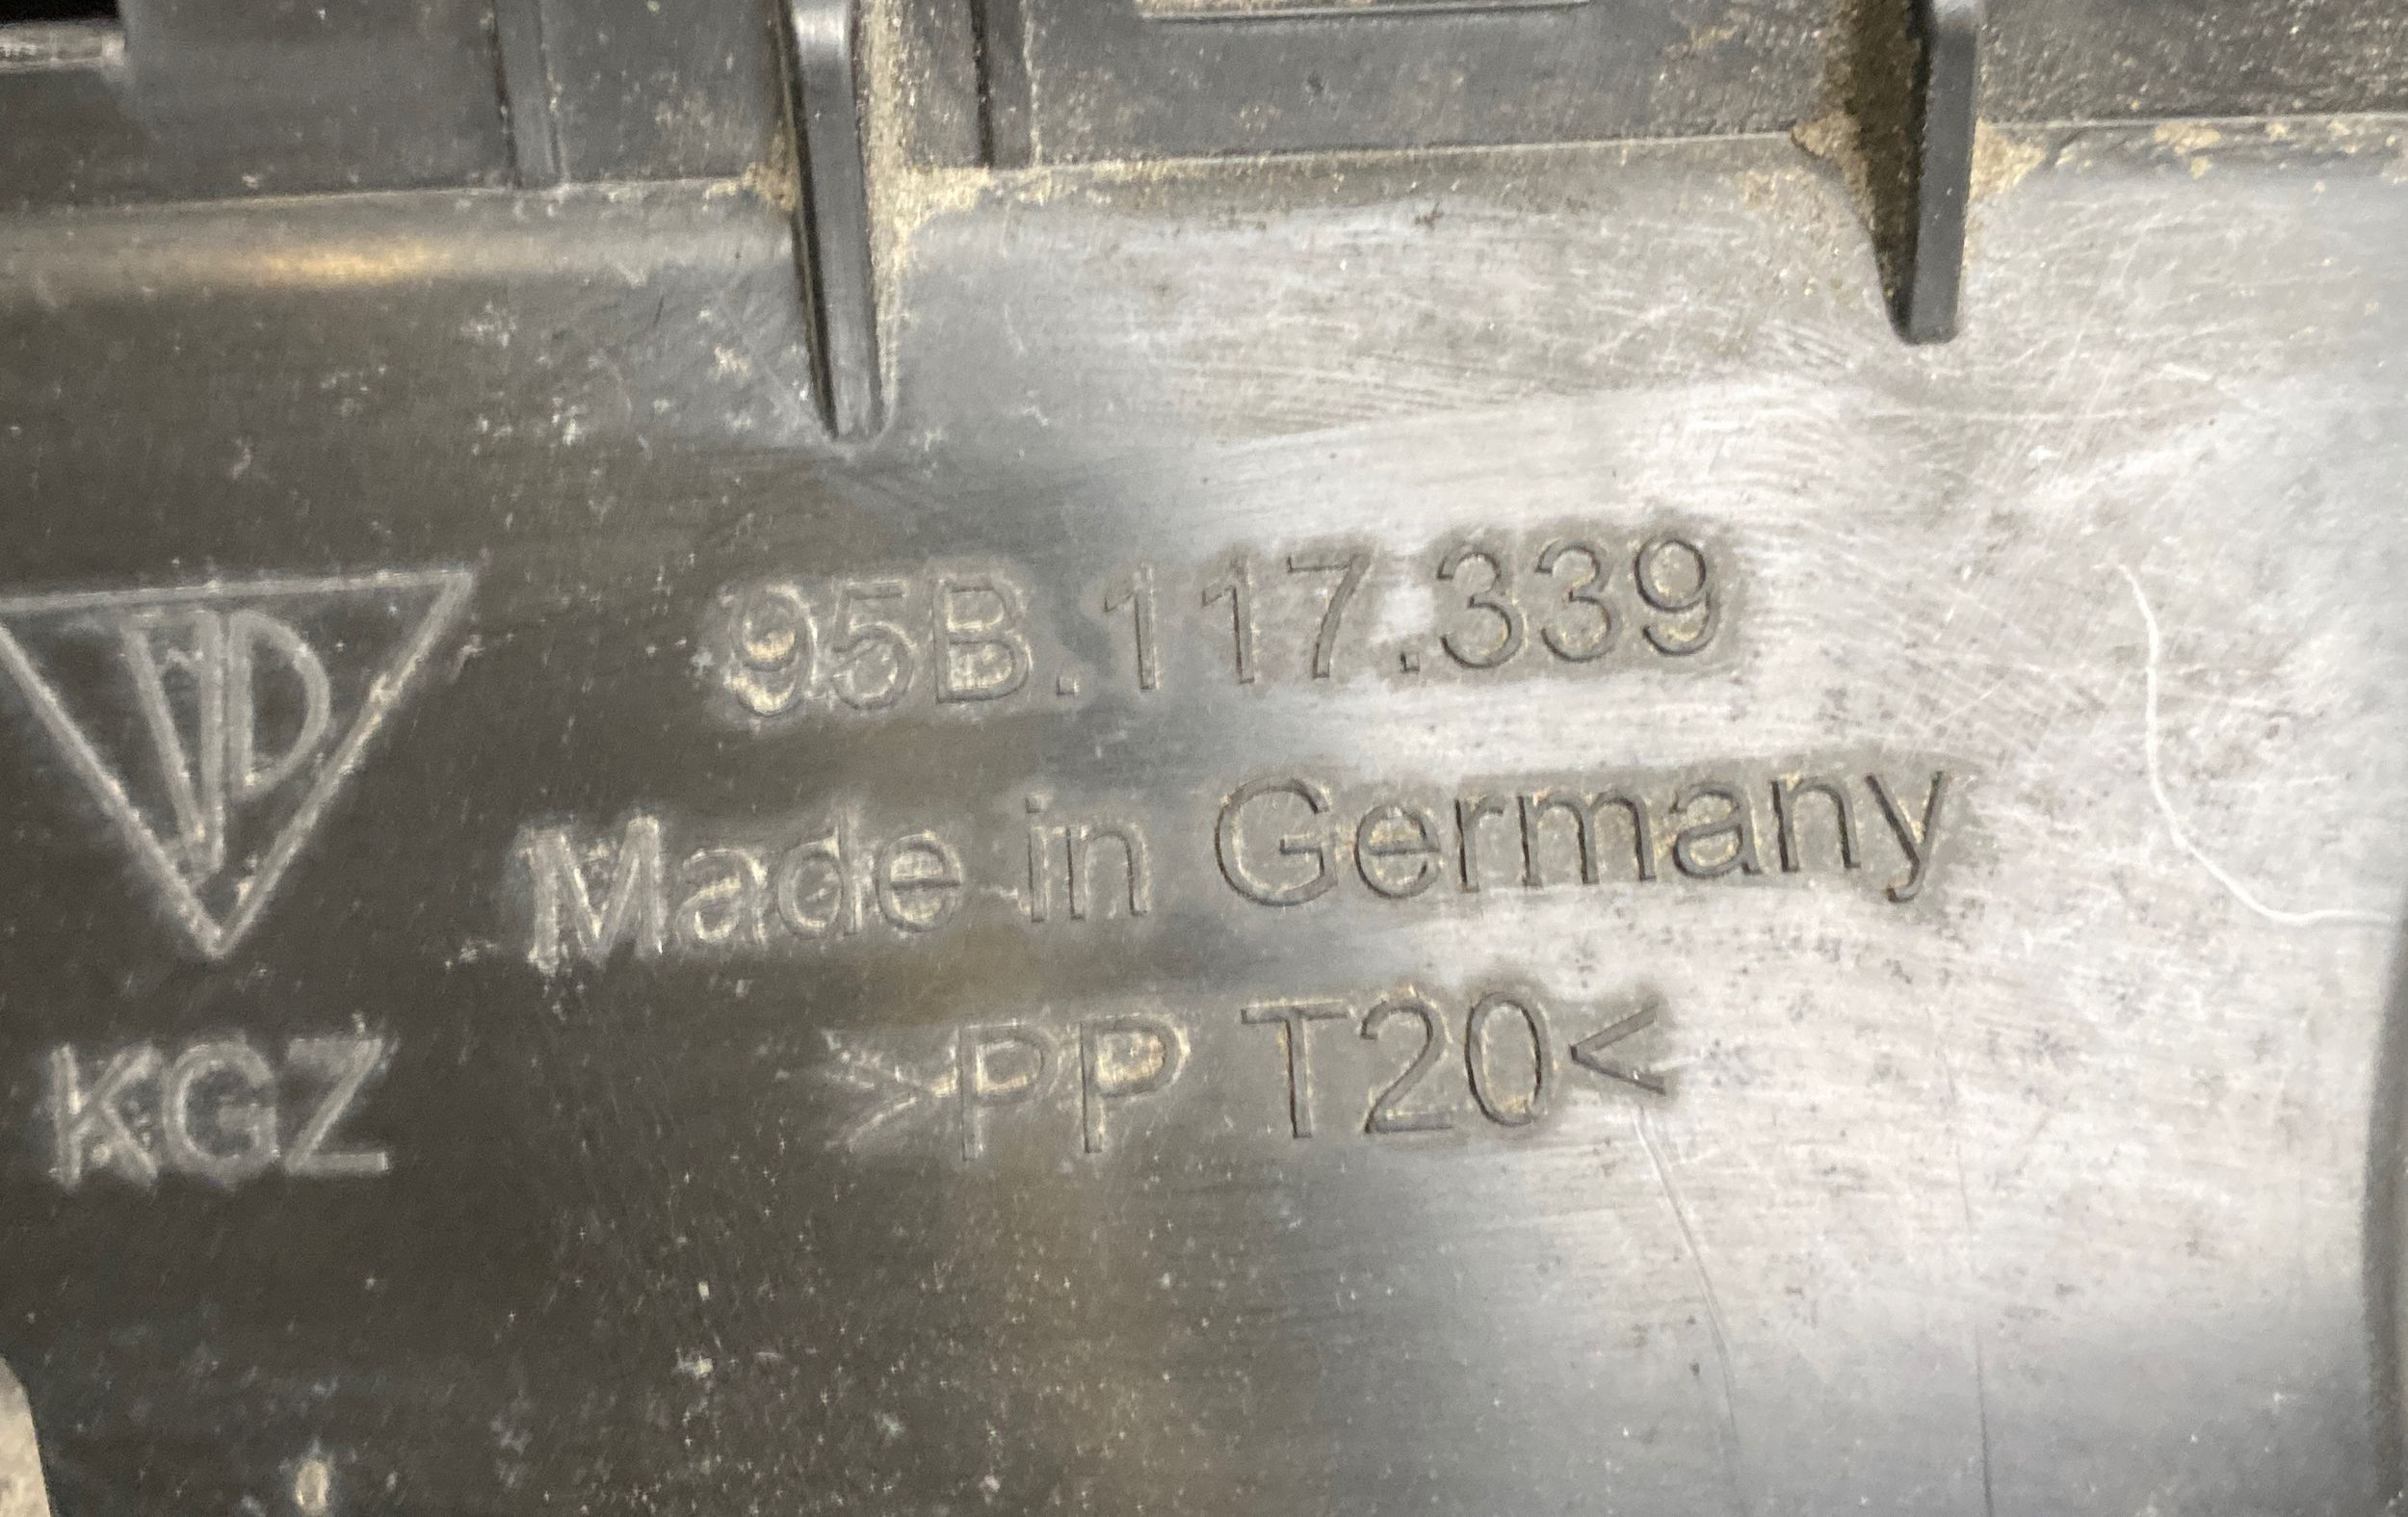 95B.117.339
Made in Germany
>PP T20<
KGZ